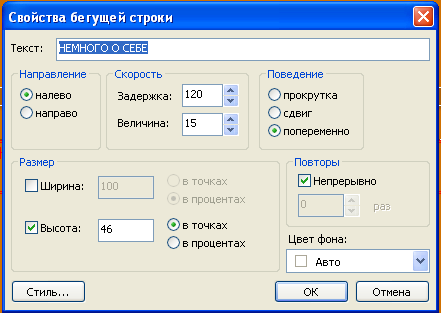 Свойства бегущей строки
Текст: НЕМНОГО О СЕБЕ
Направление
налево
направо
Скорость
Задержка: 120
Величина: 15
Поведение
прокрутка
сдвиг
попеременно
Размер
Ширина: 100
в точках
в процентах
Высота: 46
в точках
в процентах
Повторы
Непрерывно
0 раз
Цвет фона:
Авто
Стиль...
ОК
Отмена